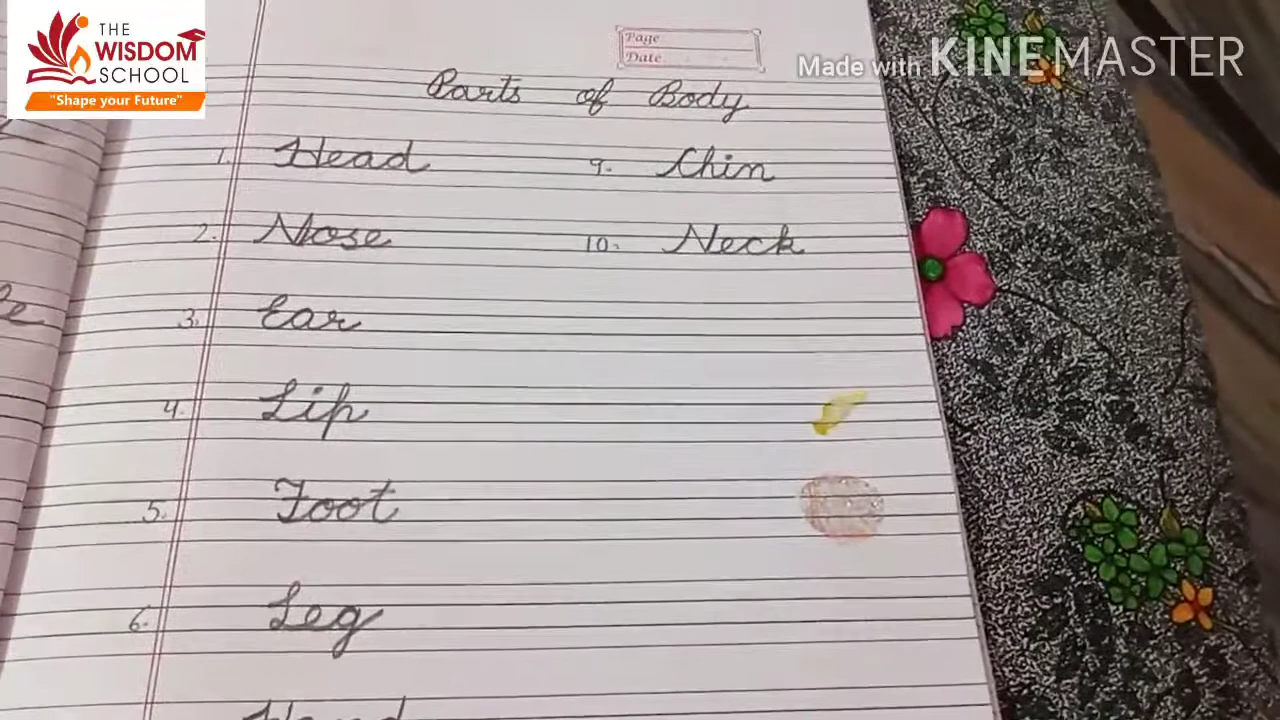 THE
WISDOM
SCHOOL
"Shape your Future"
Page
Date
Made with KINEMASTER
Parts of Body
1. Head
2. Nose
3. Ear
4. Lip
5. Foot
6. Leg
9. Chin
10. Neck